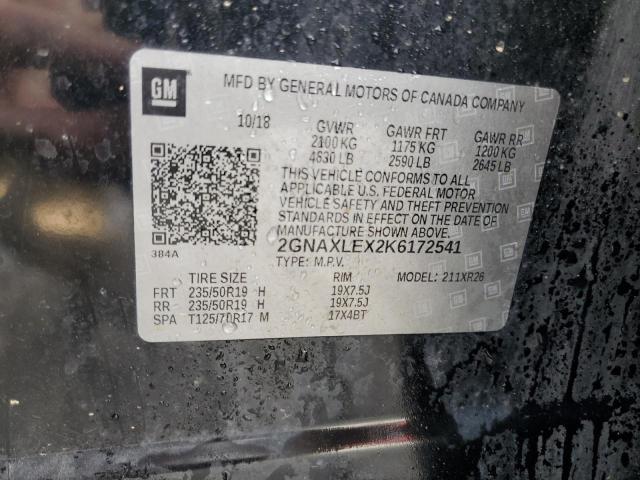 GM
MFD BY GENERAL MOTORS OF CANADA COMPANY
10/18 GVWR GAWR FRT GAWR RR
2100 KG 1175 KG 1200 KG
4630 LB 2590 LB 2645 LB
THIS VEHICLE CONFORMS TO ALL
APPLICABLE U.S. FEDERAL MOTOR
VEHICLE SAFETY AND THEFT PREVENTION
STANDARDS IN EFFECT ON THE DATE OF
MANUFACTURE SHOWN ABOVE.
384A
2GNAXLEX2K6172541
TYPE: M.P.V. MODEL: 211XR26
TIRE SIZE RIM
FRT 235/50R19 H 19X7.5J
RR 235/50R19 H 19X7.5J
SPA T125/70R17 M 17X4BT